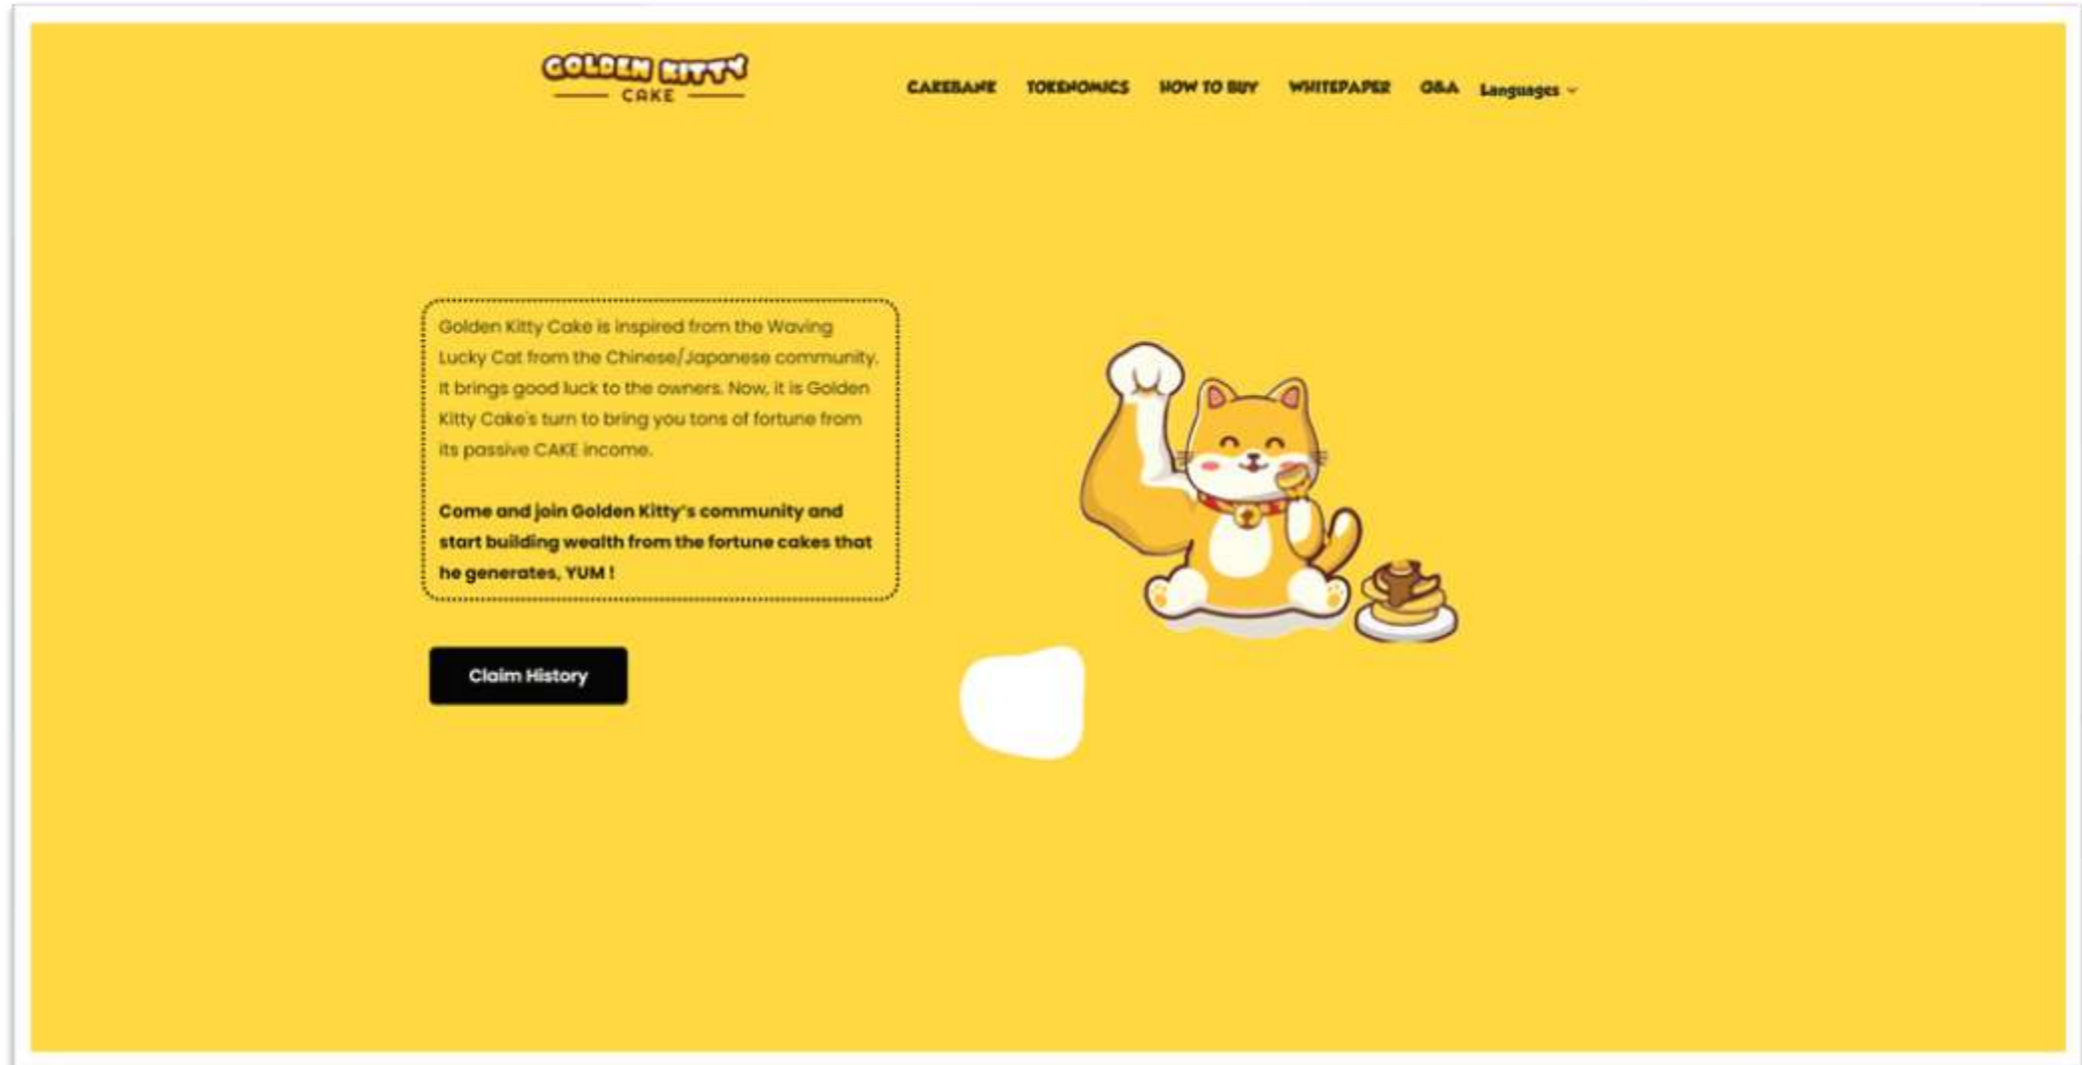 GOLDEN KITTY
CAKE
CAKEBANK TOKENOMICS HOW TO BUY WHITEPAPER Q&A Languages
Golden Kitty Cake is inspired from the Waving
Lucky Cat from the Chinese/Japanese community.
It brings good luck to the owners. Now, it is Golden
Kitty Cake's turn to bring you tons of fortune from
its passive CAKE income.
Come and join Golden Kitty's community and
start building wealth from the fortune cakes that
he generates, YUM !
Claim History